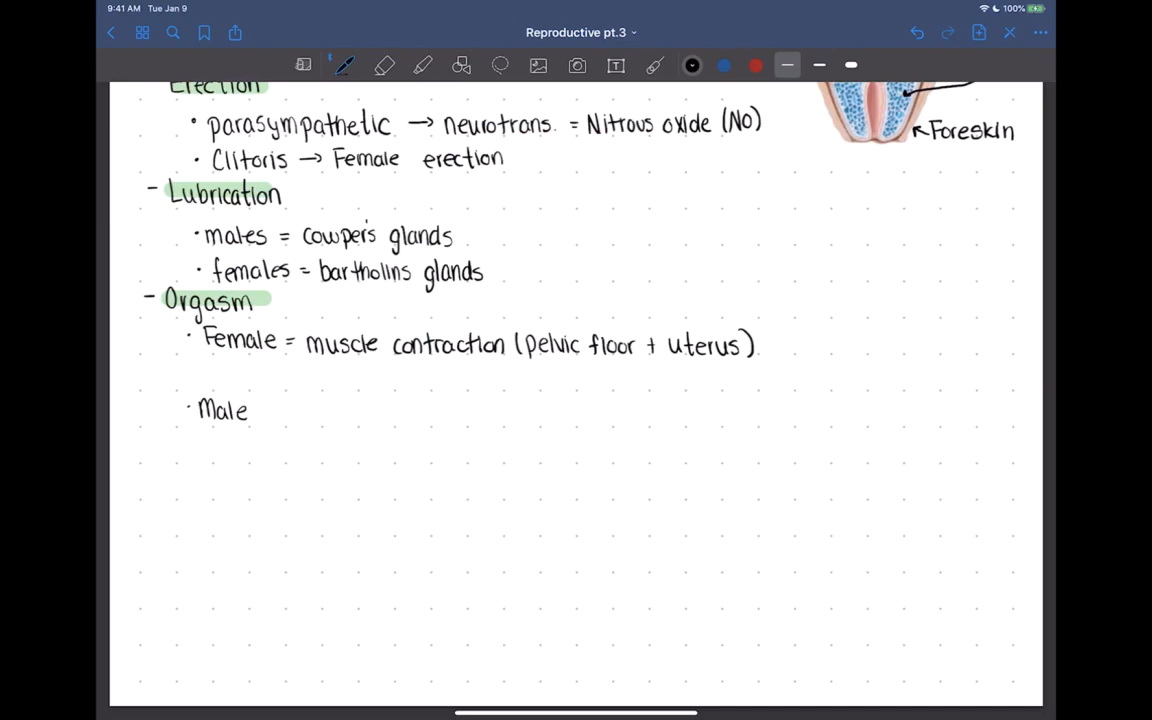 9:41 AM Tue Jan 9
100%
Reproductive pt.3
Erection
• parasympathetic → neurotrans. = Nitrous oxide (NO)
Foreskin
• Clitoris → Female erection
- Lubrication
• males = cowper's glands
• females = bartholins glands
- Orgasm
• Female = muscle contraction (pelvic floor + uterus)
• Male